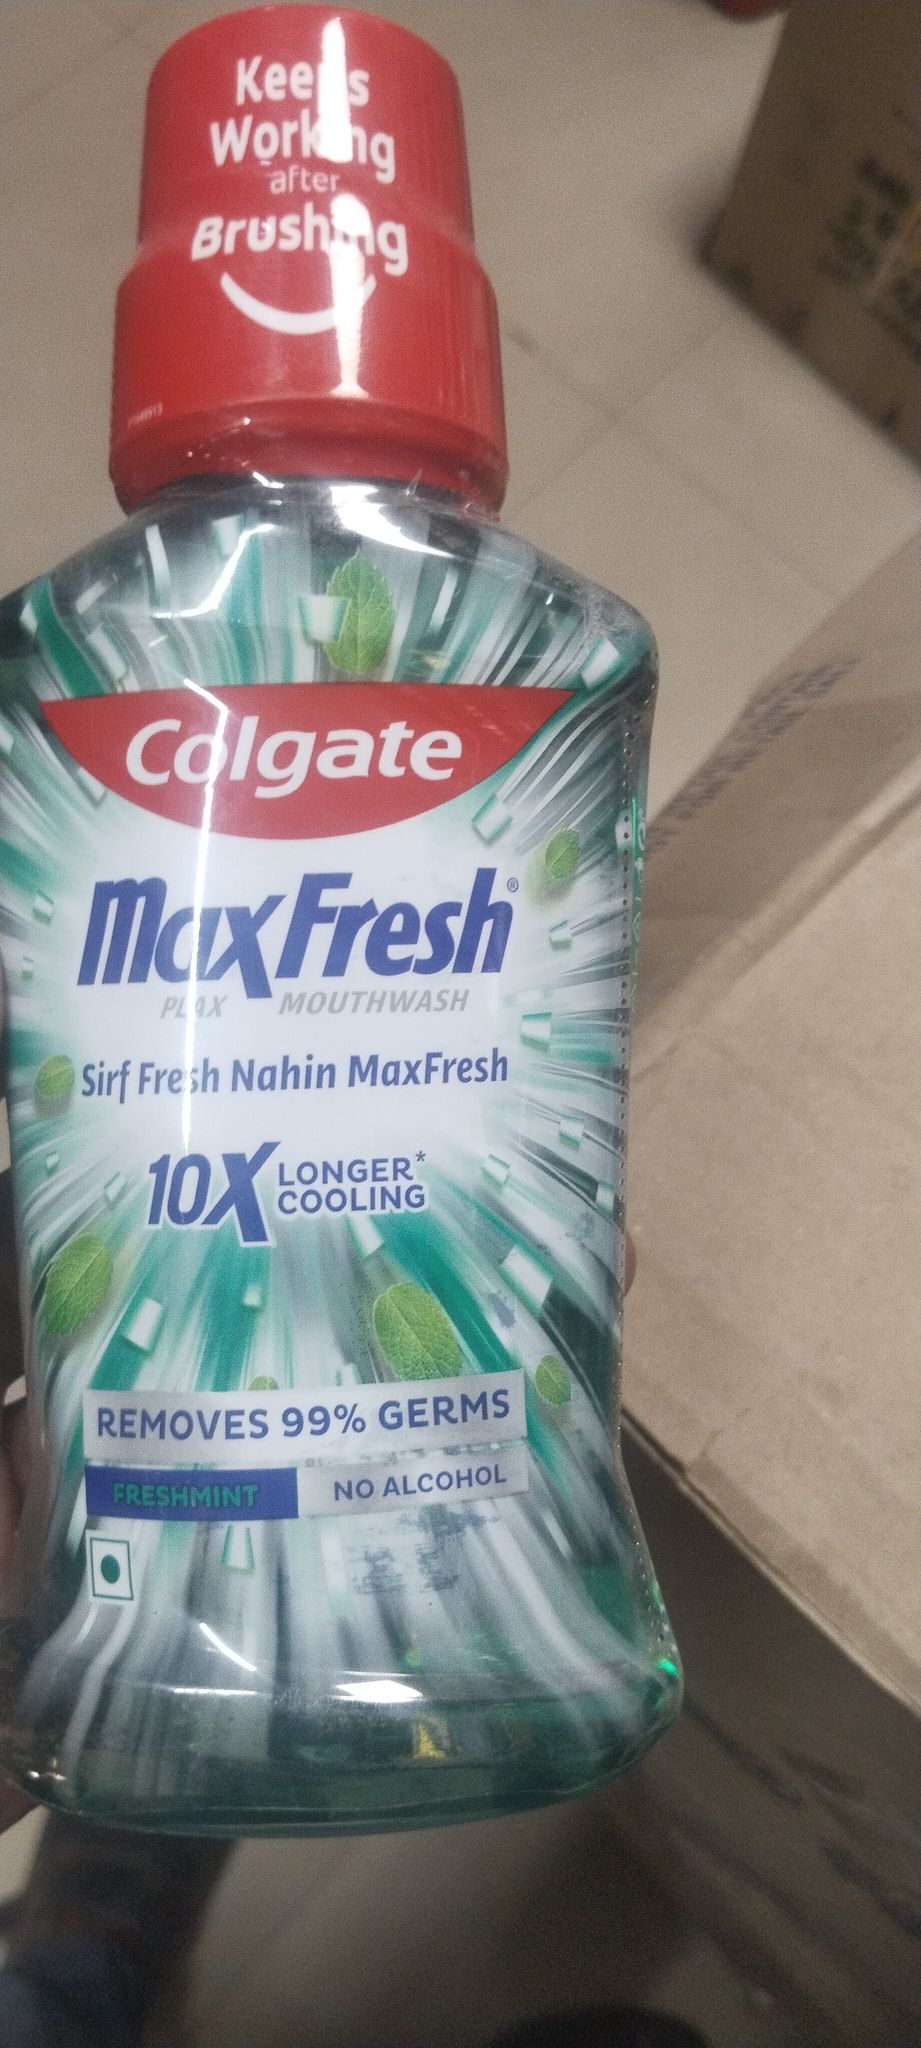 Keeps
Working
after
Brushing
Colgate
MaxFresh®
PLAX MOUTHWASH
Sirf Fresh Nahin MaxFresh
10X LONGER*
COOLING
REMOVES 99% GERMS
FRESHMINT NO ALCOHOL